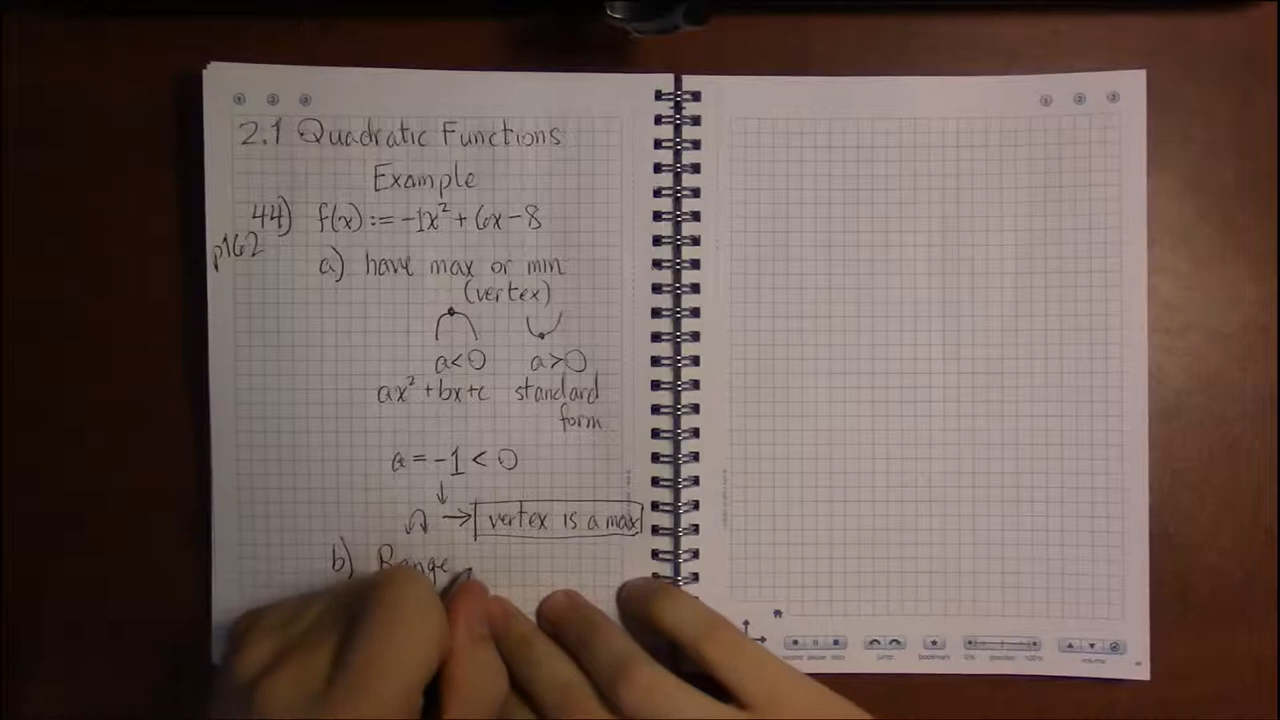 2.1 Quadratic Functions
Example
44) f(x) := -1x² + 6x - 8
p162
a) have max or min
(vertex)
a<0 a>0
ax² + bx + c standard
form
a = -1 < 0
↓
→ vertex is a max
b) Range